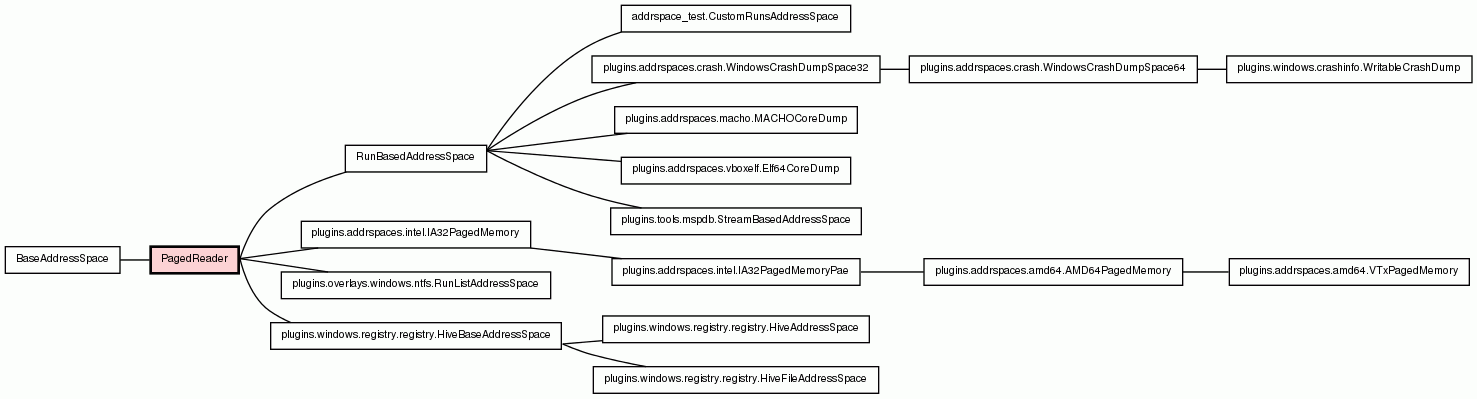 addrspace_test.CustomRunsAddressSpace
plugins.addrspaces.crash.WindowsCrashDumpSpace32
plugins.addrspaces.crash.WindowsCrashDumpSpace64
plugins.windows.crashinfo.WritableCrashDump
plugins.addrspaces.macho.MACHOCoreDump
RunBasedAddressSpace
plugins.addrspaces.vboxelf.Elf64CoreDump
plugins.tools.mspdb.StreamBasedAddressSpace
plugins.addrspaces.intel.IA32PagedMemory
BaseAddressSpace
PagedReader
plugins.addrspaces.intel.IA32PagedMemoryPae
plugins.addrspaces.amd64.AMD64PagedMemory
plugins.addrspaces.amd64.VTxPagedMemory
plugins.overlays.windows.ntfs.RunListAddressSpace
plugins.windows.registry.registry.HiveBaseAddressSpace
plugins.windows.registry.registry.HiveAddressSpace
plugins.windows.registry.registry.HiveFileAddressSpace